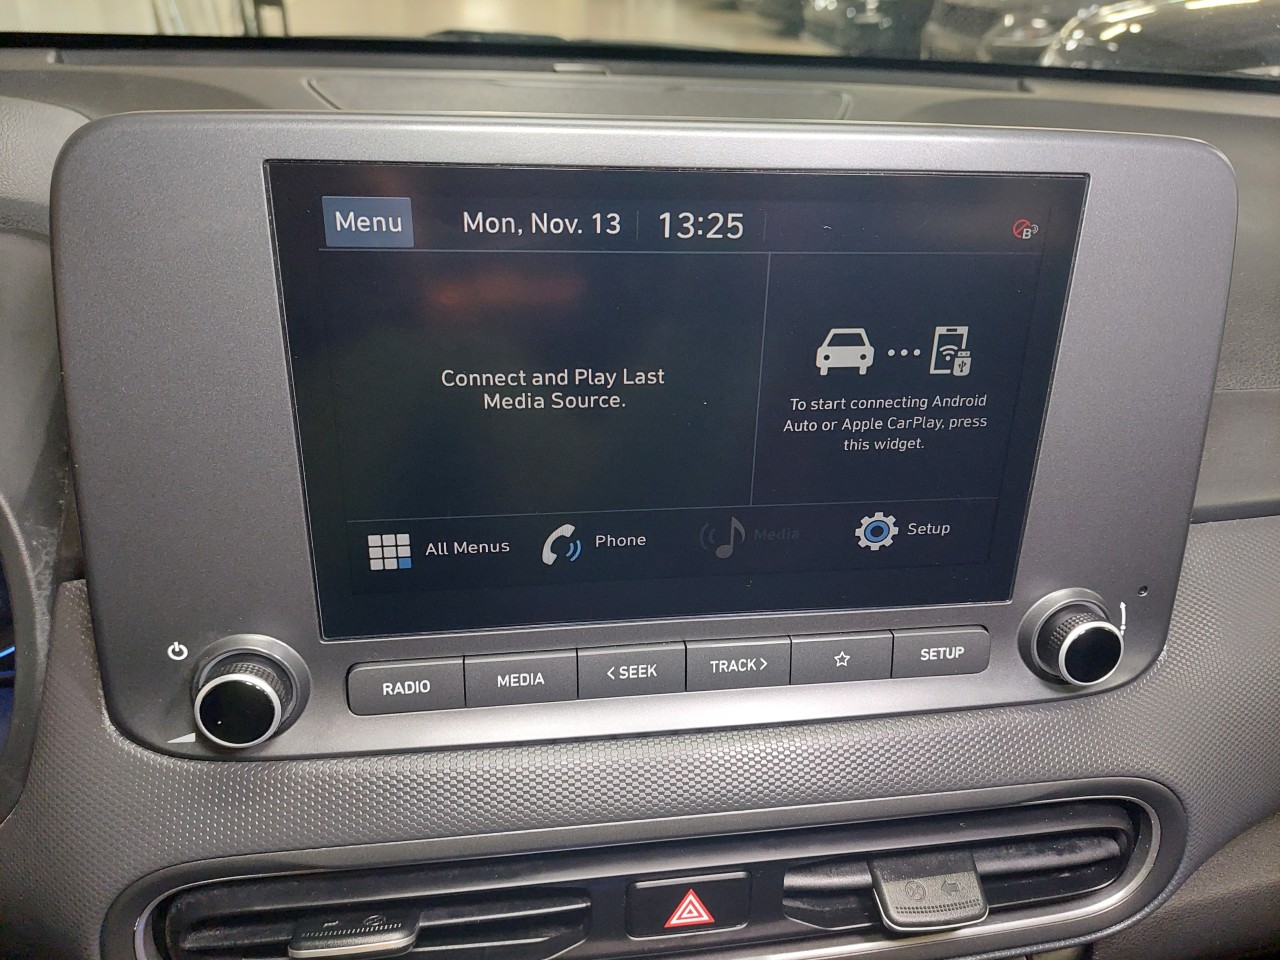 Menu
Mon, Nov. 13
13:25
B
Connect and Play Last
Media Source.
To start connecting Android
Auto or Apple CarPlay, press
this widget.
All Menus
Phone
Media
Setup
RADIO
MEDIA
< SEEK
TRACK >
SETUP